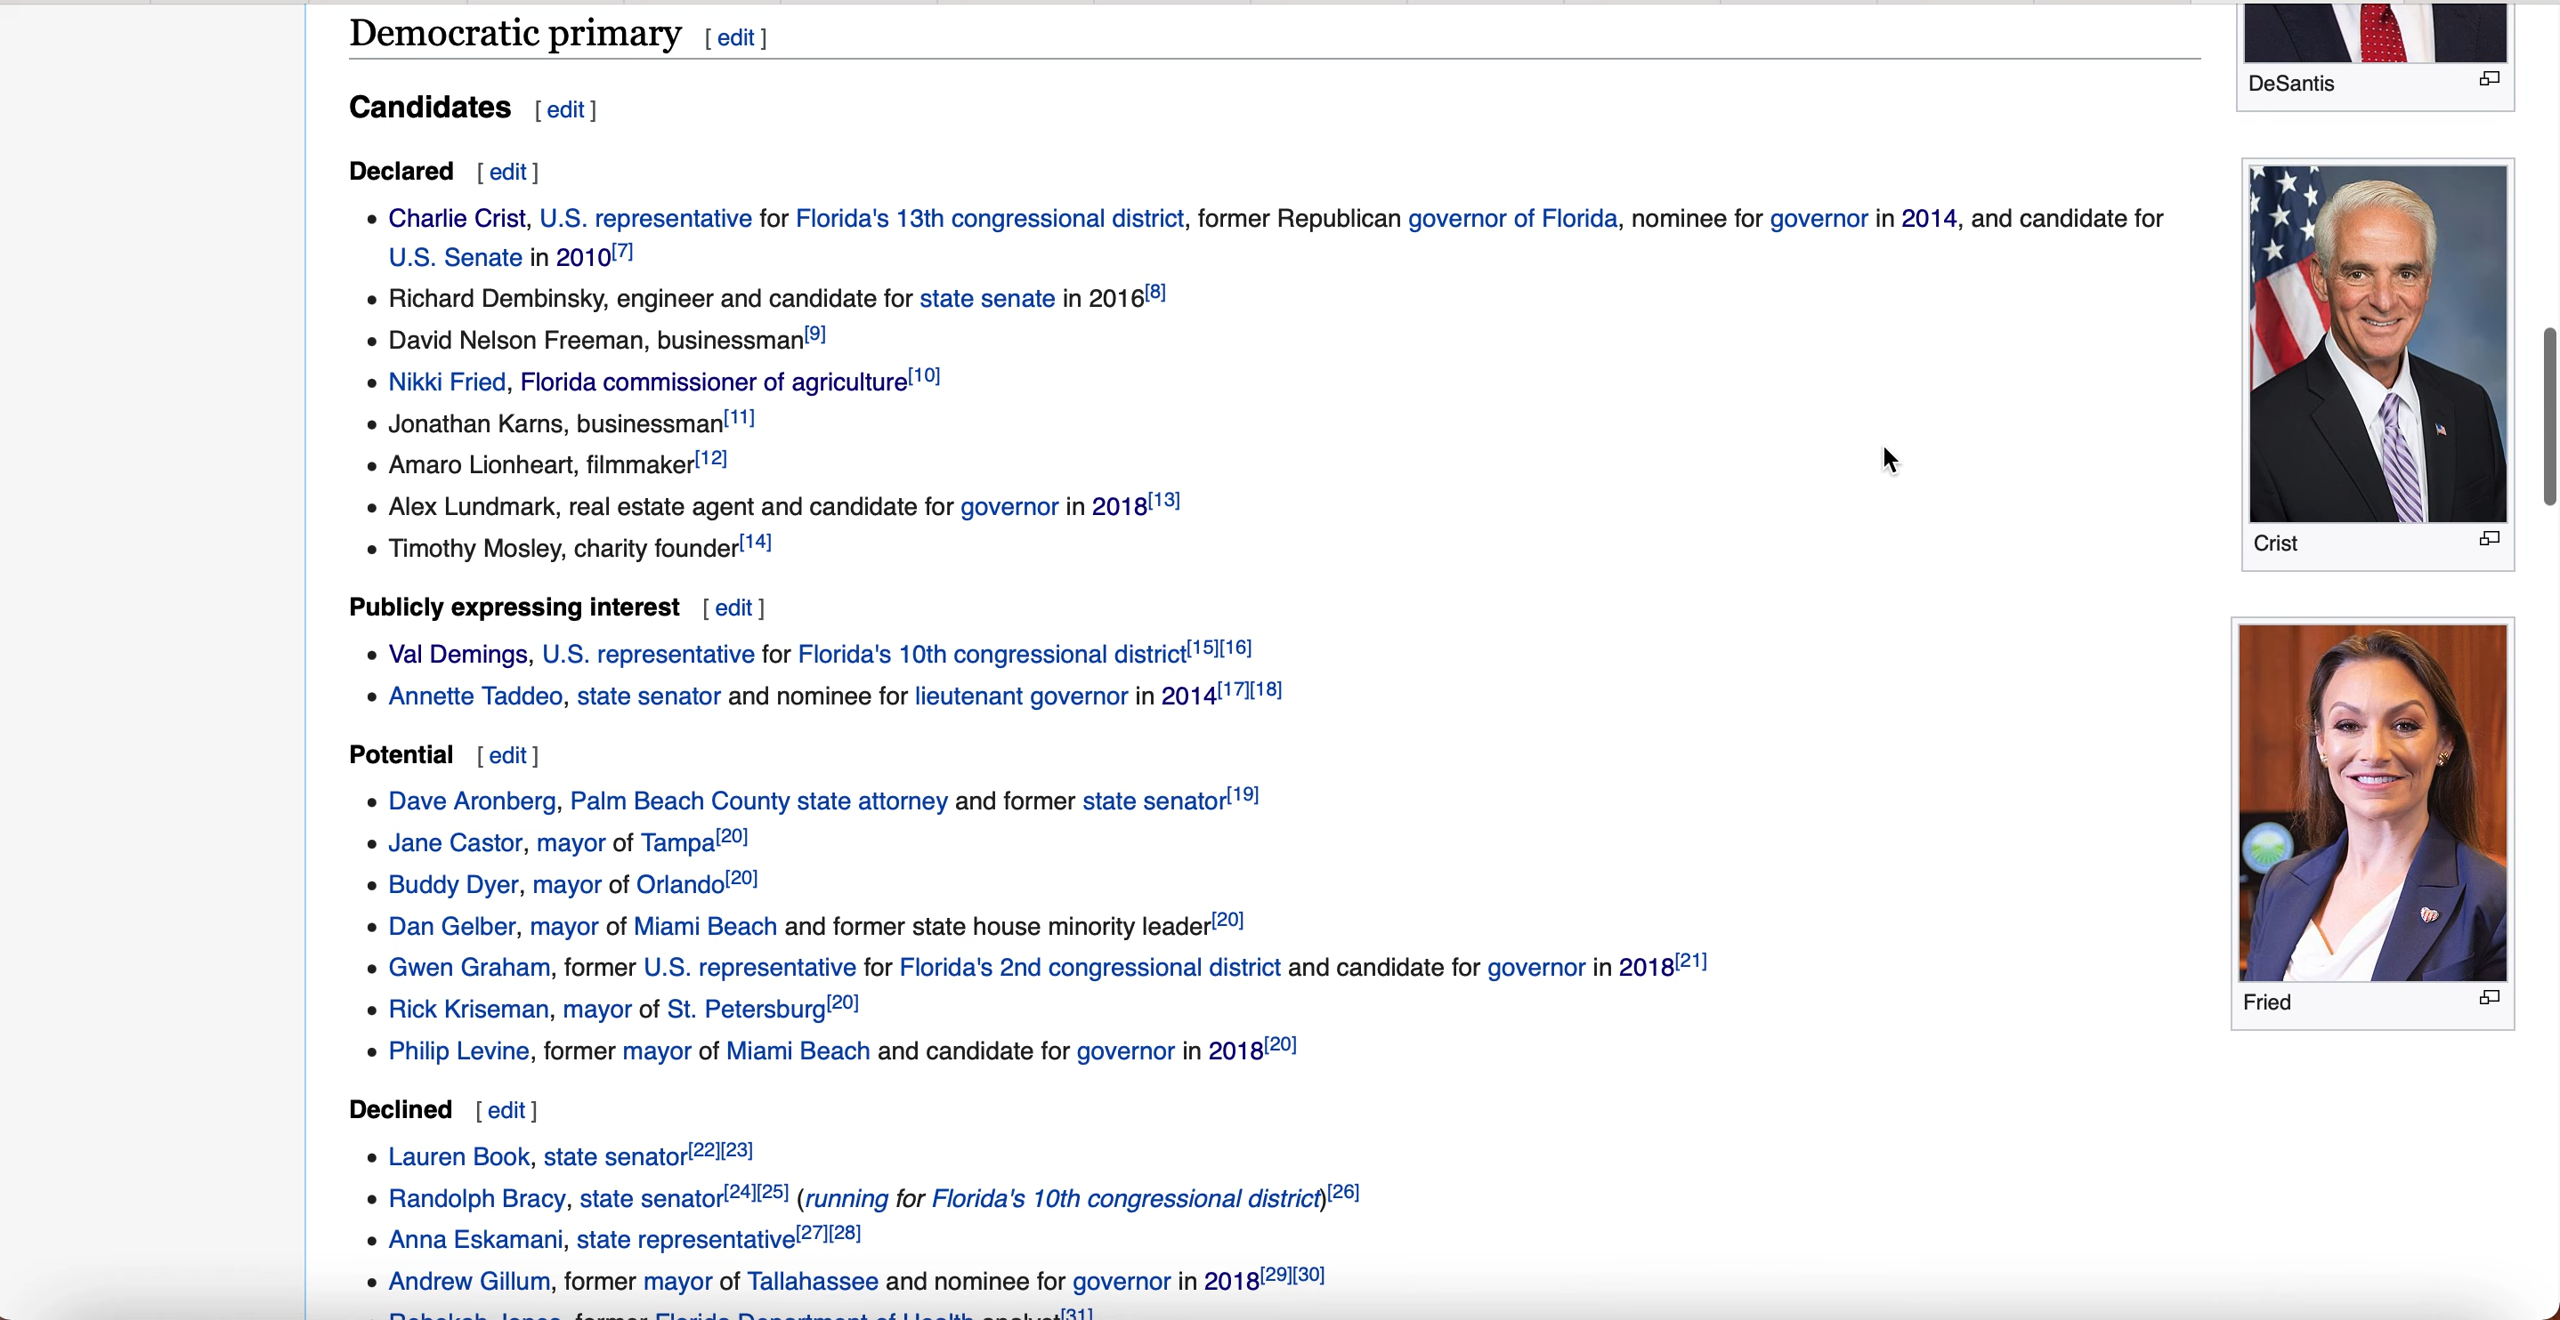 Democratic primary [ edit ]
DeSantis
Candidates [ edit ]
Declared [ edit ]
• Charlie Crist, U.S. representative for Florida's 13th congressional district, former Republican governor of Florida, nominee for governor in 2014, and candidate for
U.S. Senate in 2010[7]
• Richard Dembinsky, engineer and candidate for state senate in 2016[8]
• David Nelson Freeman, businessman[9]
• Nikki Fried, Florida commissioner of agriculture[10]
• Jonathan Karns, businessman[11]
• Amaro Lionheart, filmmaker[12]
• Alex Lundmark, real estate agent and candidate for governor in 2018[13]
• Timothy Mosley, charity founder[14]
Crist
Publicly expressing interest [ edit ]
• Val Demings, U.S. representative for Florida's 10th congressional district[15][16]
• Annette Taddeo, state senator and nominee for lieutenant governor in 2014[17][18]
Potential [ edit ]
• Dave Aronberg, Palm Beach County state attorney and former state senator[19]
• Jane Castor, mayor of Tampa[20]
• Buddy Dyer, mayor of Orlando[20]
• Dan Gelber, mayor of Miami Beach and former state house minority leader[20]
• Gwen Graham, former U.S. representative for Florida's 2nd congressional district and candidate for governor in 2018[21]
• Rick Kriseman, mayor of St. Petersburg[20]
• Philip Levine, former mayor of Miami Beach and candidate for governor in 2018[20]
Fried
Declined [ edit ]
• Lauren Book, state senator[22][23]
• Randolph Bracy, state senator[24][25] (running for Florida's 10th congressional district)[26]
• Anna Eskamani, state representative[27][28]
• Andrew Gillum, former mayor of Tallahassee and nominee for governor in 2018[29][30]
• Rebekah Jones, former Florida Department of Health analyst[31]